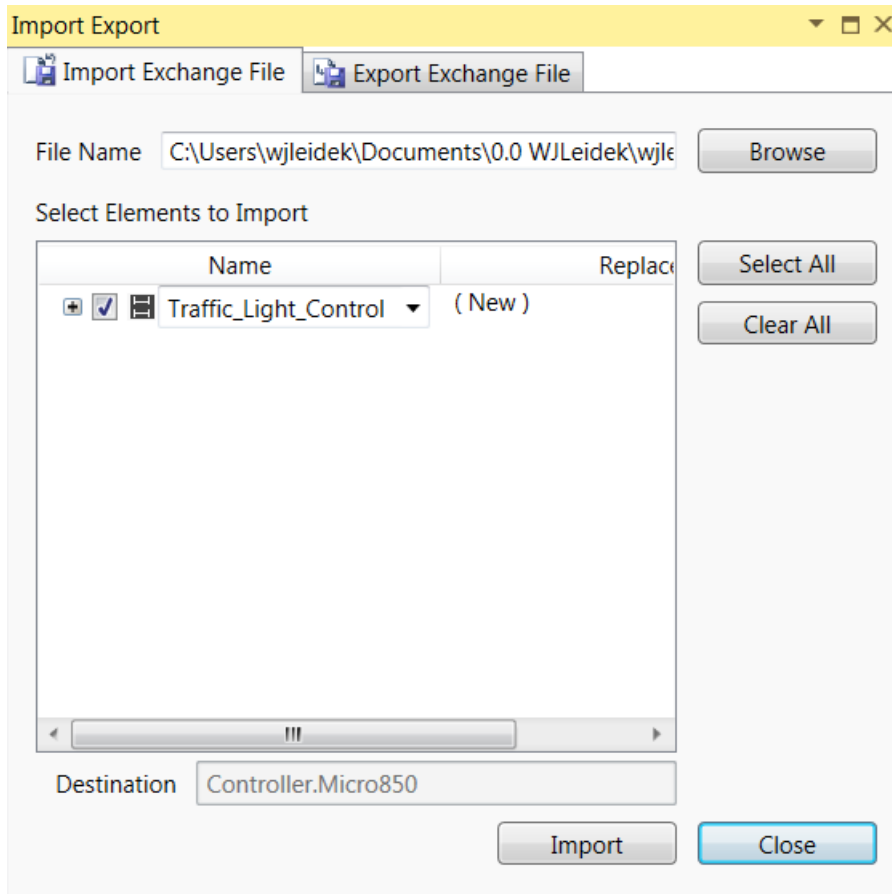 Import Export
Import Exchange File
Export Exchange File
File Name
C:\Users\wjleidek\Documents\0.0 WJLeidek\wjle
Browse
Select Elements to Import
Name
Replace
Select All
Traffic_Light_Control
( New )
Clear All
Destination
Controller.Micro850
Import
Close